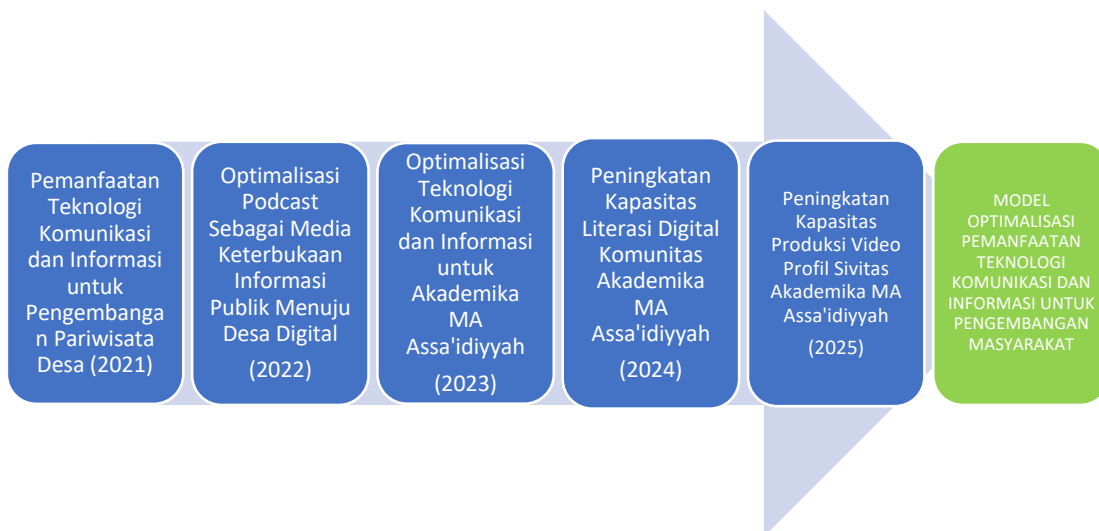 Pemanfaatan
Teknologi
Komunikasi
dan Informasi
untuk
Pengembanga
n Pariwisata
Desa (2021)
Optimalisasi
Podcast
Sebagai Media
Keterbukaan
Informasi
Publik Menuju
Desa Digital
(2022)
Optimalisasi
Teknologi
Komunikasi
dan Informasi
untuk
Akademika
MA
Assa'idiyyah
(2023)
Peningkatan
Kapasitas
Literasi Digital
Komunitas
Akademika
MA
Assa'idiyyah
(2024)
Peningkatan
Kapasitas
Produksi Video
Profil Sivitas
Akademika MA
Assa'idiyyah
(2025)
MODEL
OPTIMALISASI
PEMANFAATAN
TEKNOLOGI
KOMUNIKASI DAN
INFORMASI UNTUK
PENGEMBANGAN
MASYARAKAT